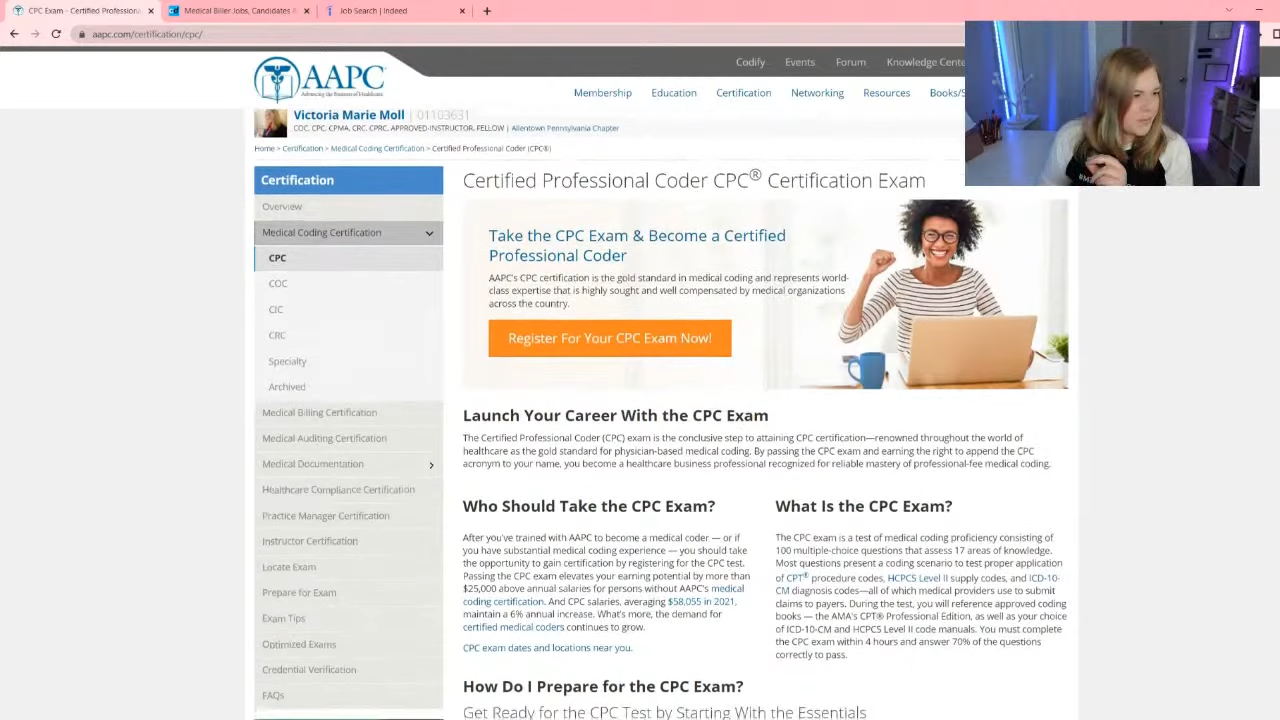 CPC Exam - Certified Professiona
Medical Biller Jobs, Candidates &
Job Search | Indeed
aapc.com/certification/cpc/
Codify Events Forum Knowledge Cente
AAPC
Advancing the Business of Healthcare
Membership Education Certification Networking Resources Books/S
Victoria Marie Moll | 01103631
COC, CPC, CPMA, CRC, CPRC, APPROVED-INSTRUCTOR, FELLOW | Allentown Pennsylvania Chapter
Home > Certification > Medical Coding Certification > Certified Professional Coder (CPC®)
Certification
Overview
Medical Coding Certification
CPC
COC
CIC
CRC
Specialty
Archived
Medical Billing Certification
Medical Auditing Certification
Medical Documentation
Healthcare Compliance Certification
Practice Manager Certification
Instructor Certification
Locate Exam
Prepare for Exam
Exam Tips
Optimized Exams
Credential Verification
FAQs
Certified Professional Coder CPC® Certification Exam
Take the CPC Exam & Become a Certified
Professional Coder
AAPC's CPC certification is the gold standard in medical coding and represents world-
class expertise that is highly sought and well compensated by medical organizations
across the country.
Register For Your CPC Exam Now!
Launch Your Career With the CPC Exam
The Certified Professional Coder (CPC) exam is the conclusive step to attaining CPC certification—renowned throughout the world of
healthcare as the gold standard for physician-based medical coding. By passing the CPC exam and earning the right to append the CPC
acronym to your name, you become a healthcare business professional recognized for reliable mastery of professional-fee medical coding.
Who Should Take the CPC Exam?
After you've trained with AAPC to become a medical coder — or if
you have substantial medical coding experience — you should take
the opportunity to gain certification by registering for the CPC test.
Passing the CPC exam elevates your earning potential by more than
$25,000 above annual salaries for persons without AAPC's medical
coding certification. And CPC salaries, averaging $58,055 in 2021,
maintain a 6% annual increase. What's more, the demand for
certified medical coders continues to grow.
CPC exam dates and locations near you.
What Is the CPC Exam?
The CPC exam is a test of medical coding proficiency consisting of
100 multiple-choice questions that assess 17 areas of knowledge.
Most questions present a coding scenario to test proper application
of CPT® procedure codes, HCPCS Level II supply codes, and ICD-10-
CM diagnosis codes—all of which medical providers use to submit
claims to payers. During the test, you will reference approved coding
books — the AMA's CPT® Professional Edition, as well as your choice
of ICD-10-CM and HCPCS Level II code manuals. You must complete
the CPC exam within 4 hours and answer 70% of the questions
correctly to pass.
How Do I Prepare for the CPC Exam?
Get Ready for the CPC Test by Starting With the Essentials